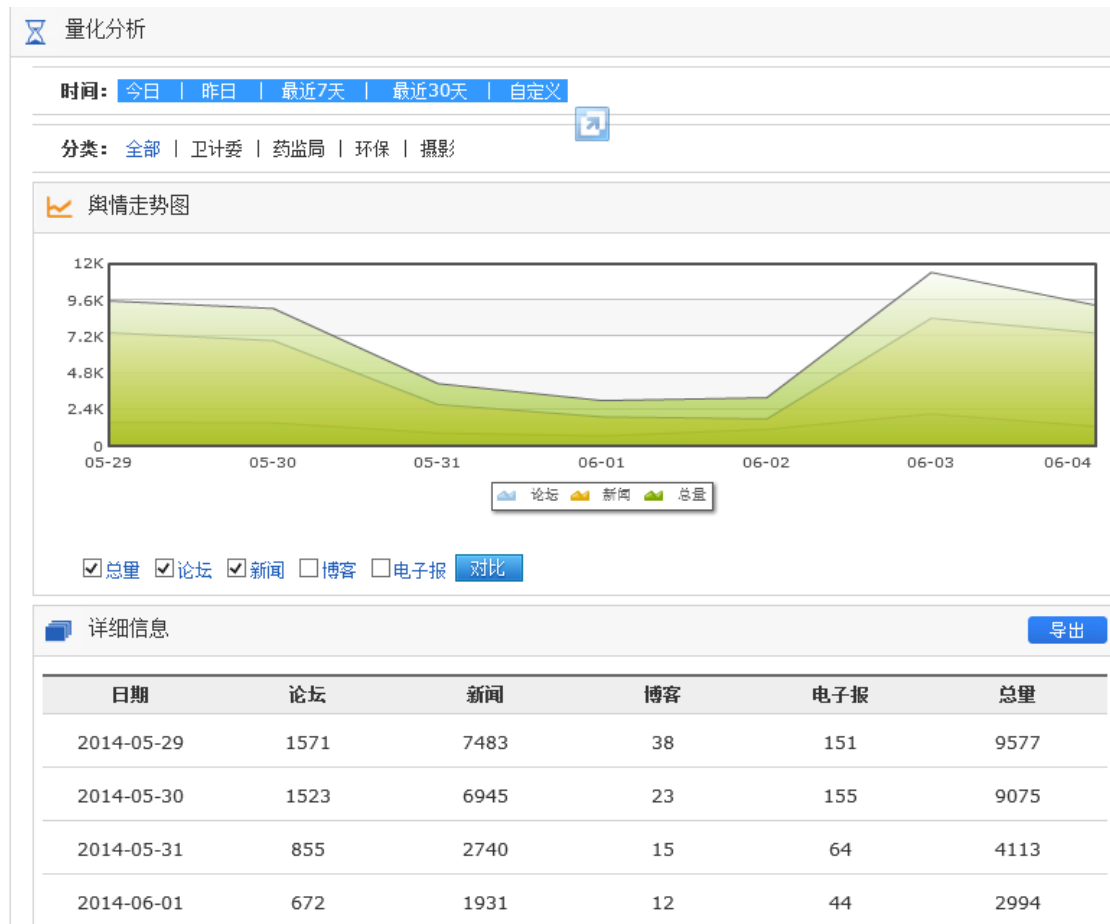 量化分析
时间： 今日 | 昨日 | 最近7天 | 最近30天 | 自定义
分类： 全部 | 卫计委 | 药监局 | 环保 | 摄影
舆情走势图
12K
9.6K
7.2K
4.8K
2.4K
0
05-29 05-30 05-31 06-01 06-02 06-03 06-04
论坛 新闻 总量
总量 论坛 新闻 博客 电子报 对比
详细信息 导出
日期 论坛 新闻 博客 电子报 总量
2014-05-29 1571 7483 38 151 9577
2014-05-30 1523 6945 23 155 9075
2014-05-31 855 2740 15 64 4113
2014-06-01 672 1931 12 44 2994